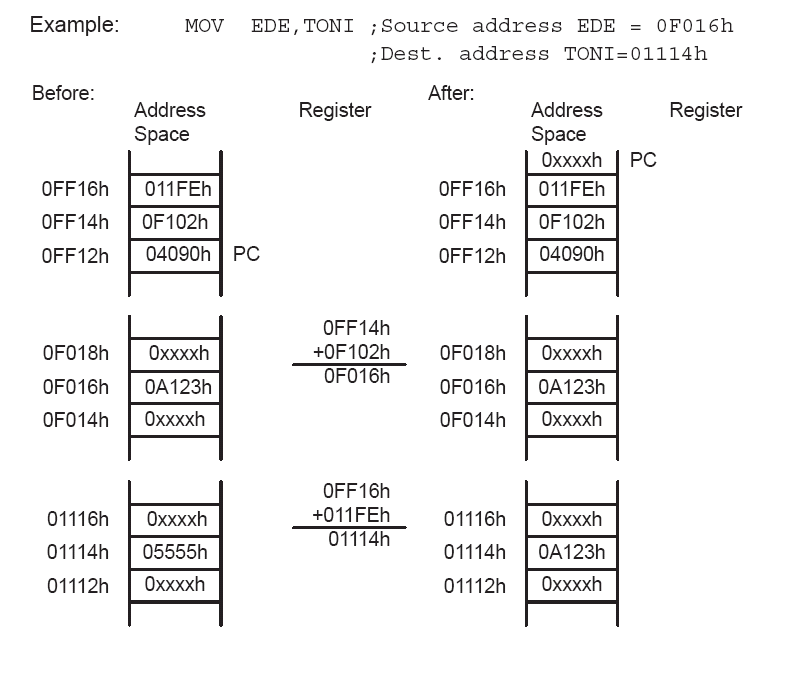 Example: MOV EDE,TONI ;Source address EDE = 0F016h
;Dest. address TONI=01114h
Before: After:
Address Register Address Register
Space Space
0xxxxh PC
0FF16h 011FEh 0FF16h 011FEh
0FF14h 0F102h 0FF14h 0F102h
0FF12h 04090h PC 0FF12h 04090h
0FF14h
0F018h 0xxxxh +0F102h 0F018h 0xxxxh
0F016h
0F016h 0A123h 0F016h 0A123h
0F014h 0xxxxh 0F014h 0xxxxh
0FF16h
01116h 0xxxxh +011FEh 01116h 0xxxxh
01114h
01114h 05555h 01114h 0A123h
01112h 0xxxxh 01112h 0xxxxh